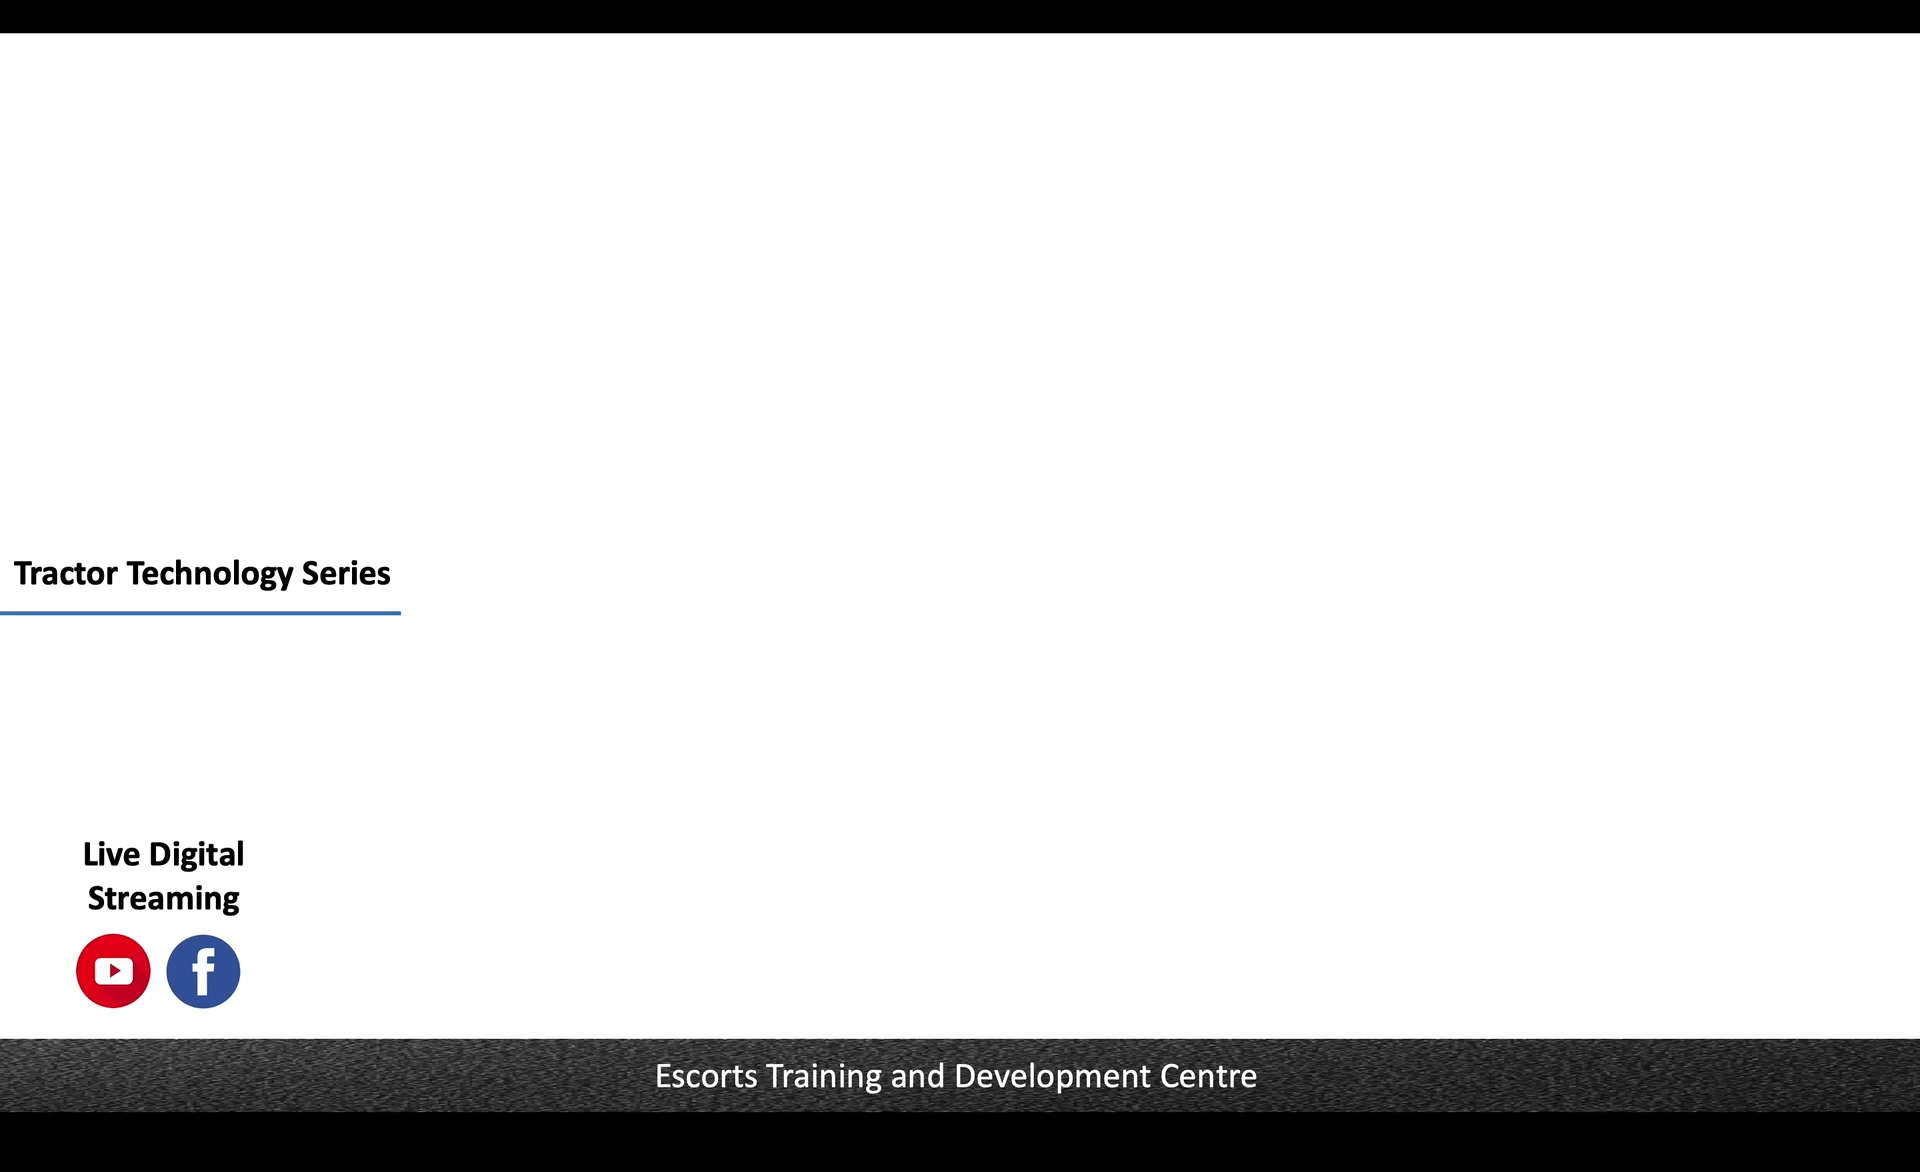 Tractor Technology Series
Live Digital
Streaming
Escorts Training and Development Centre